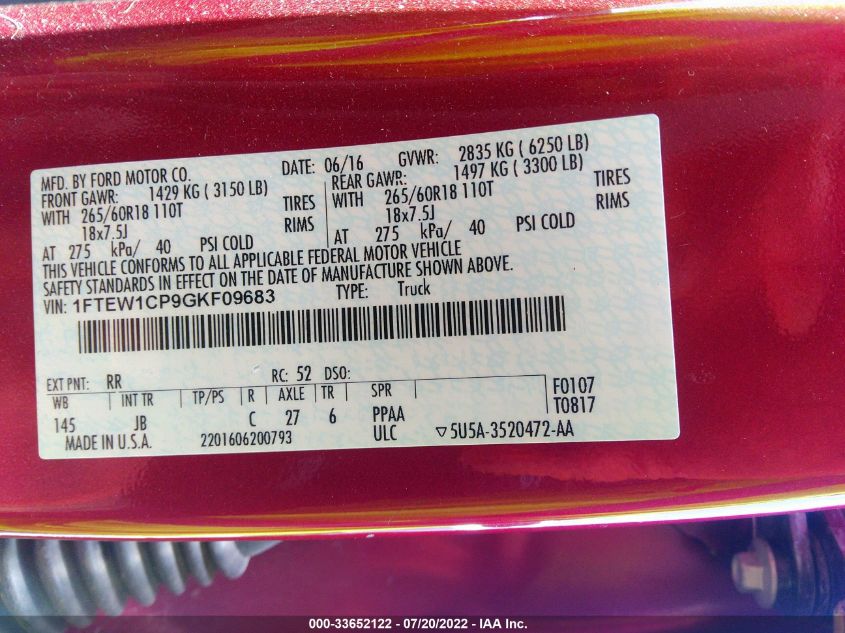 MFD. BY FORD MOTOR CO. DATE: 06/16 GVWR: 2835 KG ( 6250 LB)
FRONT GAWR: 1429 KG ( 3150 LB) REAR GAWR: 1497 KG ( 3300 LB)
WITH 265/60R18 110T TIRES WITH 265/60R18 110T TIRES
18x7.5J RIMS 18x7.5J RIMS
AT 275 kPa/ 40 PSI COLD AT 275 kPa/ 40 PSI COLD
THIS VEHICLE CONFORMS TO ALL APPLICABLE FEDERAL MOTOR VEHICLE
SAFETY STANDARDS IN EFFECT ON THE DATE OF MANUFACTURE SHOWN ABOVE.
VIN: 1FTEW1CP9GKF09683 TYPE: Truck
EXT PNT: RR RC: 52 DSO: F0107
WB INT TR TP/PS R AXLE TR SPR T0817
145 JB C 27 6 PPAA
MADE IN U.S.A. 2201606200793 ULC ▽5U5A-3520472-AA
000-33652122 - 07/20/2022 - IAA Inc.